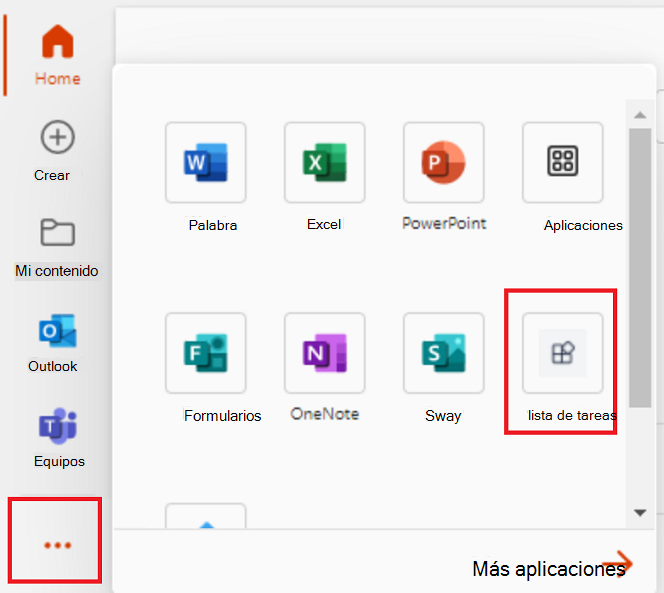 Home
Crear
Mi contenido
Outlook
Equipos
Palabra
Excel
PowerPoint
Aplicaciones
Formularios
OneNote
Sway
lista de tareas
Más aplicaciones